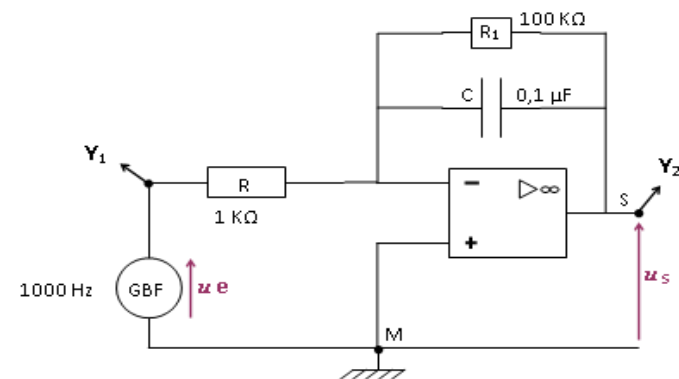 100 KΩ
R1
C
0,1 µF
Y1
Y2
R
1 KΩ
−
▷∞
+
S
1000 Hz
GBF
u e
u s
M